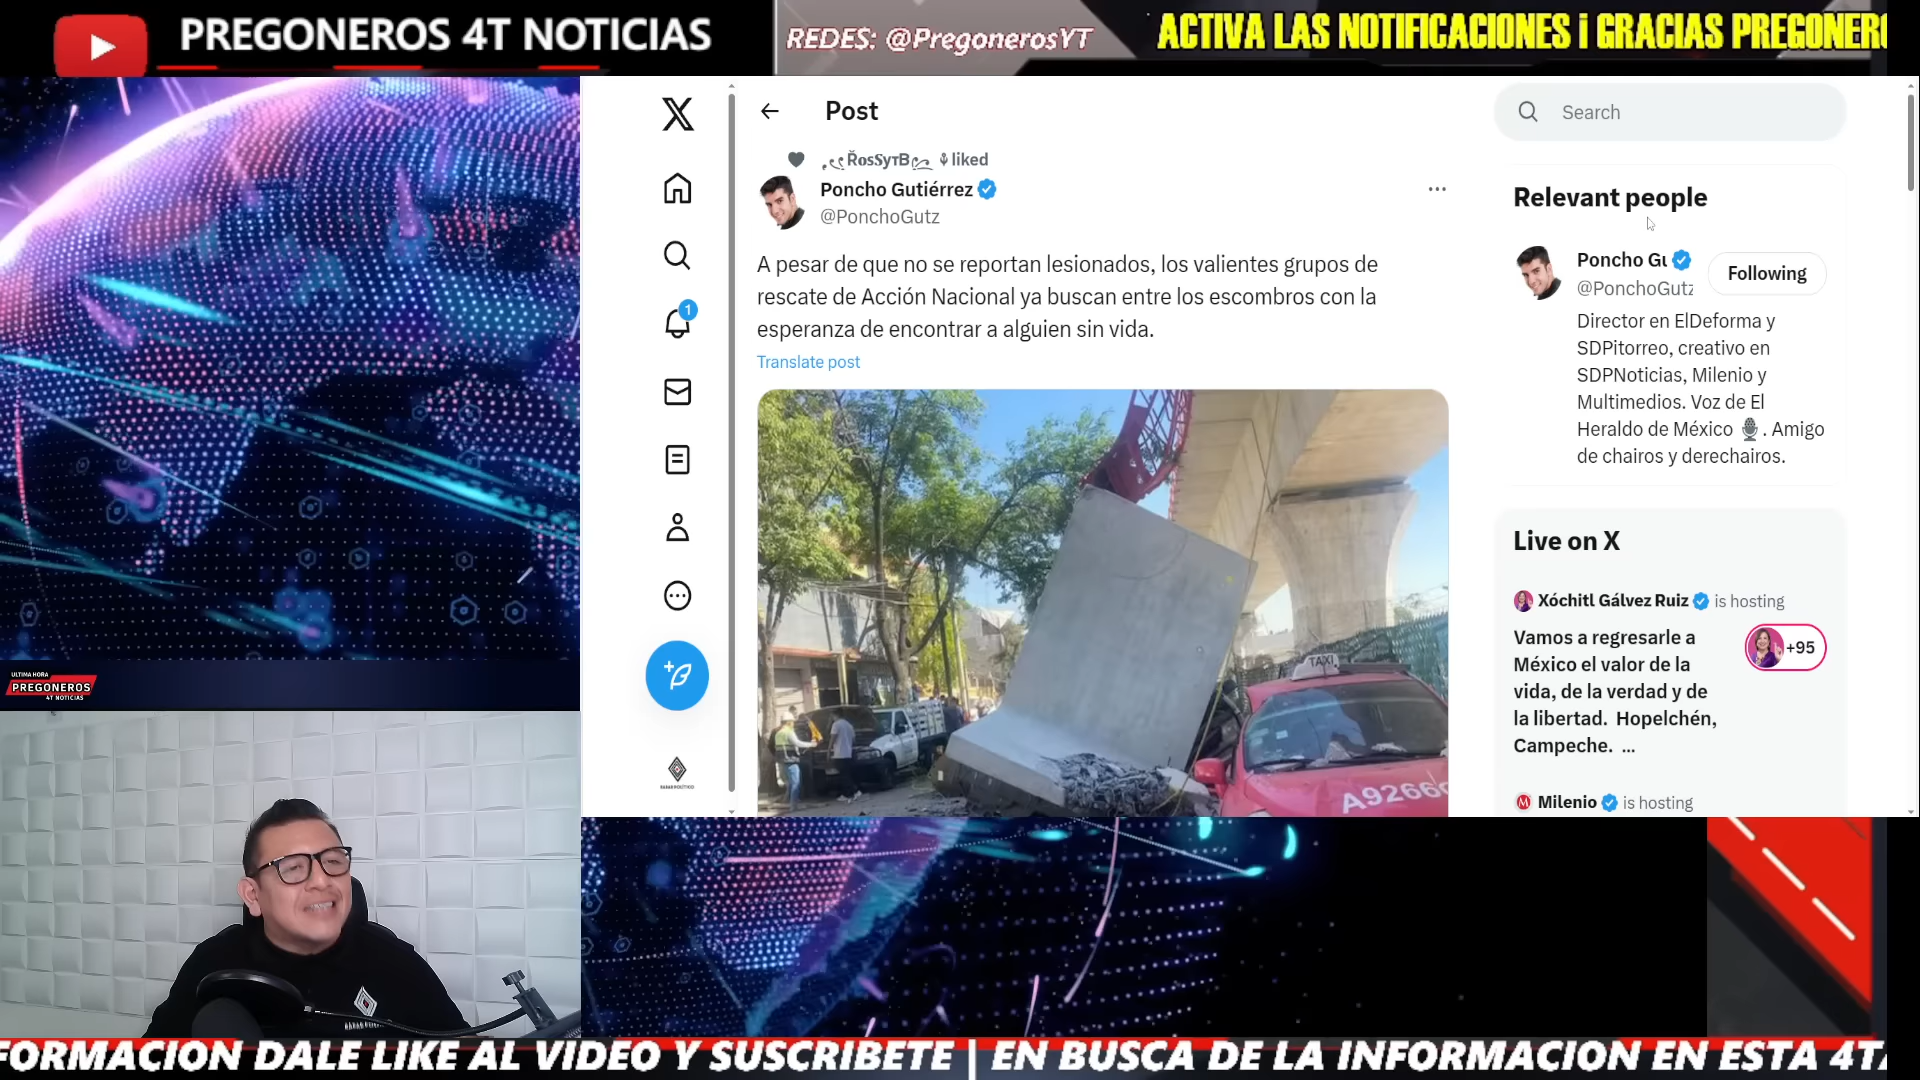 PREGONEROS 4T NOTICIAS
REDES: @PregonerosYT
ACTIVA LAS NOTIFICACIONES ¡ GRACIAS PREGONER
Post
ŘosSyтB liked
Poncho Gutiérrez
@PonchoGutz
A pesar de que no se reportan lesionados, los valientes grupos de
rescate de Acción Nacional ya buscan entre los escombros con la
esperanza de encontrar a alguien sin vida.
Translate post
TAXI
A9266
1
Search
Relevant people
Poncho Gu
@PonchoGutz
Following
Director en ElDeforma y
SDPitorreo, creativo en
SDPNoticias, Milenio y
Multimedios. Voz de El
Heraldo de México 🎙. Amigo
de chairos y derechairos.
Live on X
Xóchitl Gálvez Ruiz is hosting
Vamos a regresarle a
México el valor de la
vida, de la verdad y de
la libertad. Hopelchén,
Campeche. ...
+95
Milenio is hosting
ULTIMA HORA
PREGONEROS
4T NOTICIAS
FORMACION DALE LIKE AL VIDEO Y SUSCRIBETE | EN BUSCA DE LA INFORMACION EN ESTA 4T